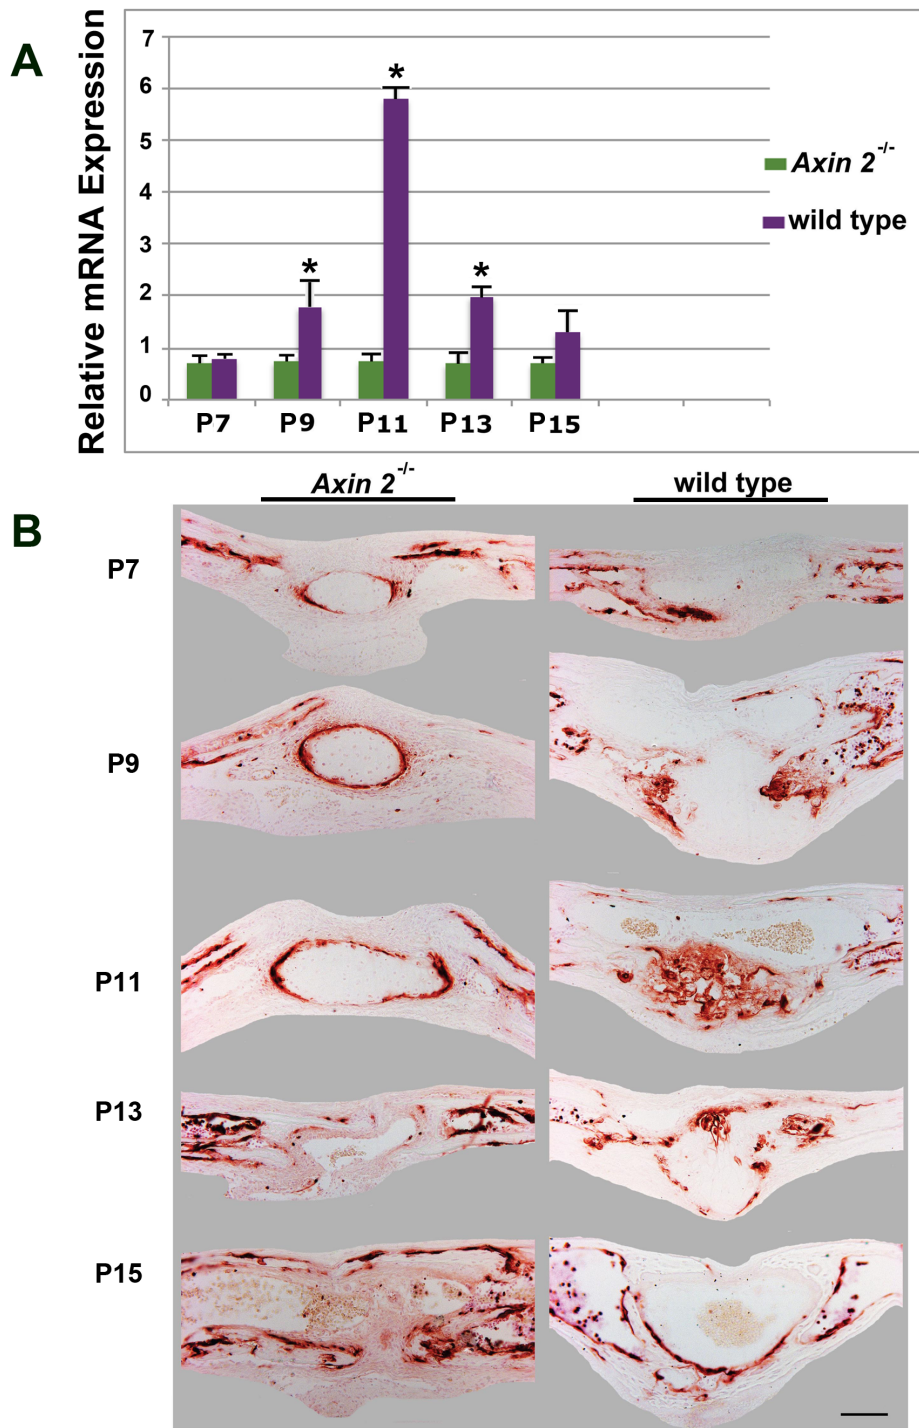 A
Relative mRNA Expression
7
6
5
4
3
2
1
0
*
*
*
P7
P9
P11
P13
P15
Axin 2-/-
wild type
B
Axin 2-/-
wild type
P7
P9
P11
P13
P15